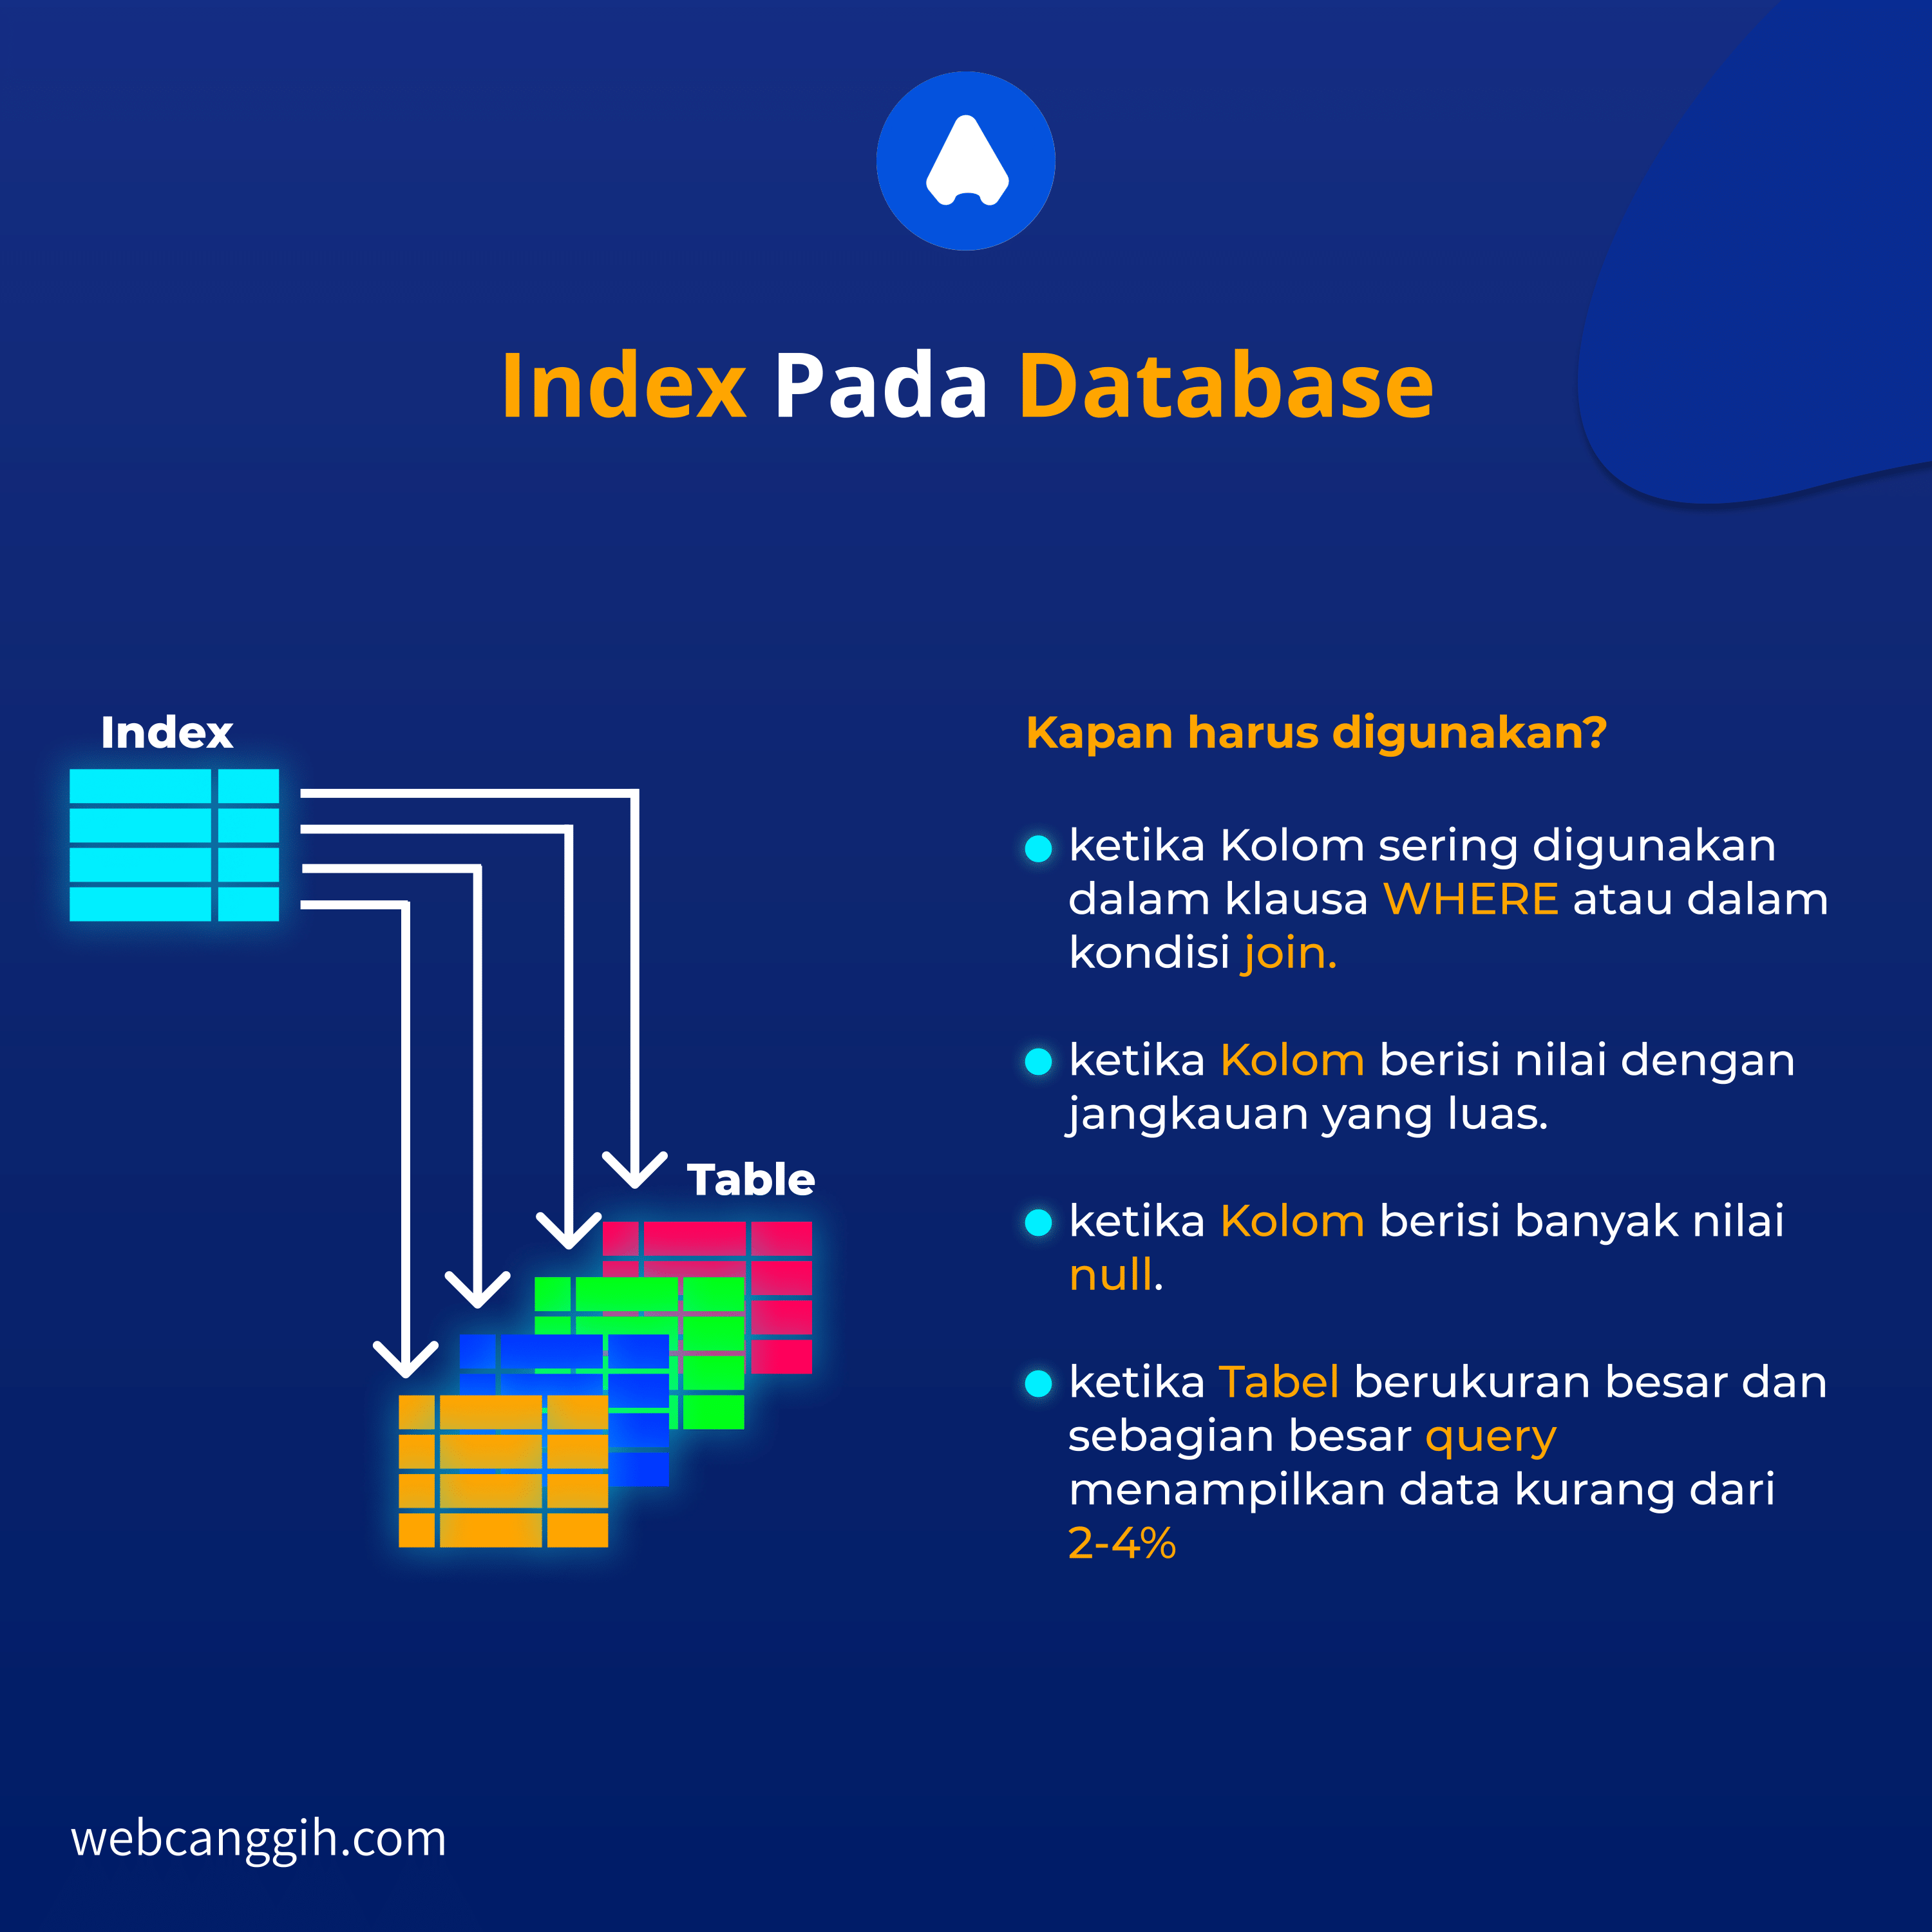 Index Pada Database
Index
Table
Kapan harus digunakan?
ketika Kolom sering digunakan
dalam klausa WHERE atau dalam
kondisi join.
ketika Kolom berisi nilai dengan
jangkauan yang luas.
ketika Kolom berisi banyak nilai
null.
ketika Tabel berukuran besar dan
sebagian besar query
menampilkan data kurang dari
2-4%
webcanggih.com